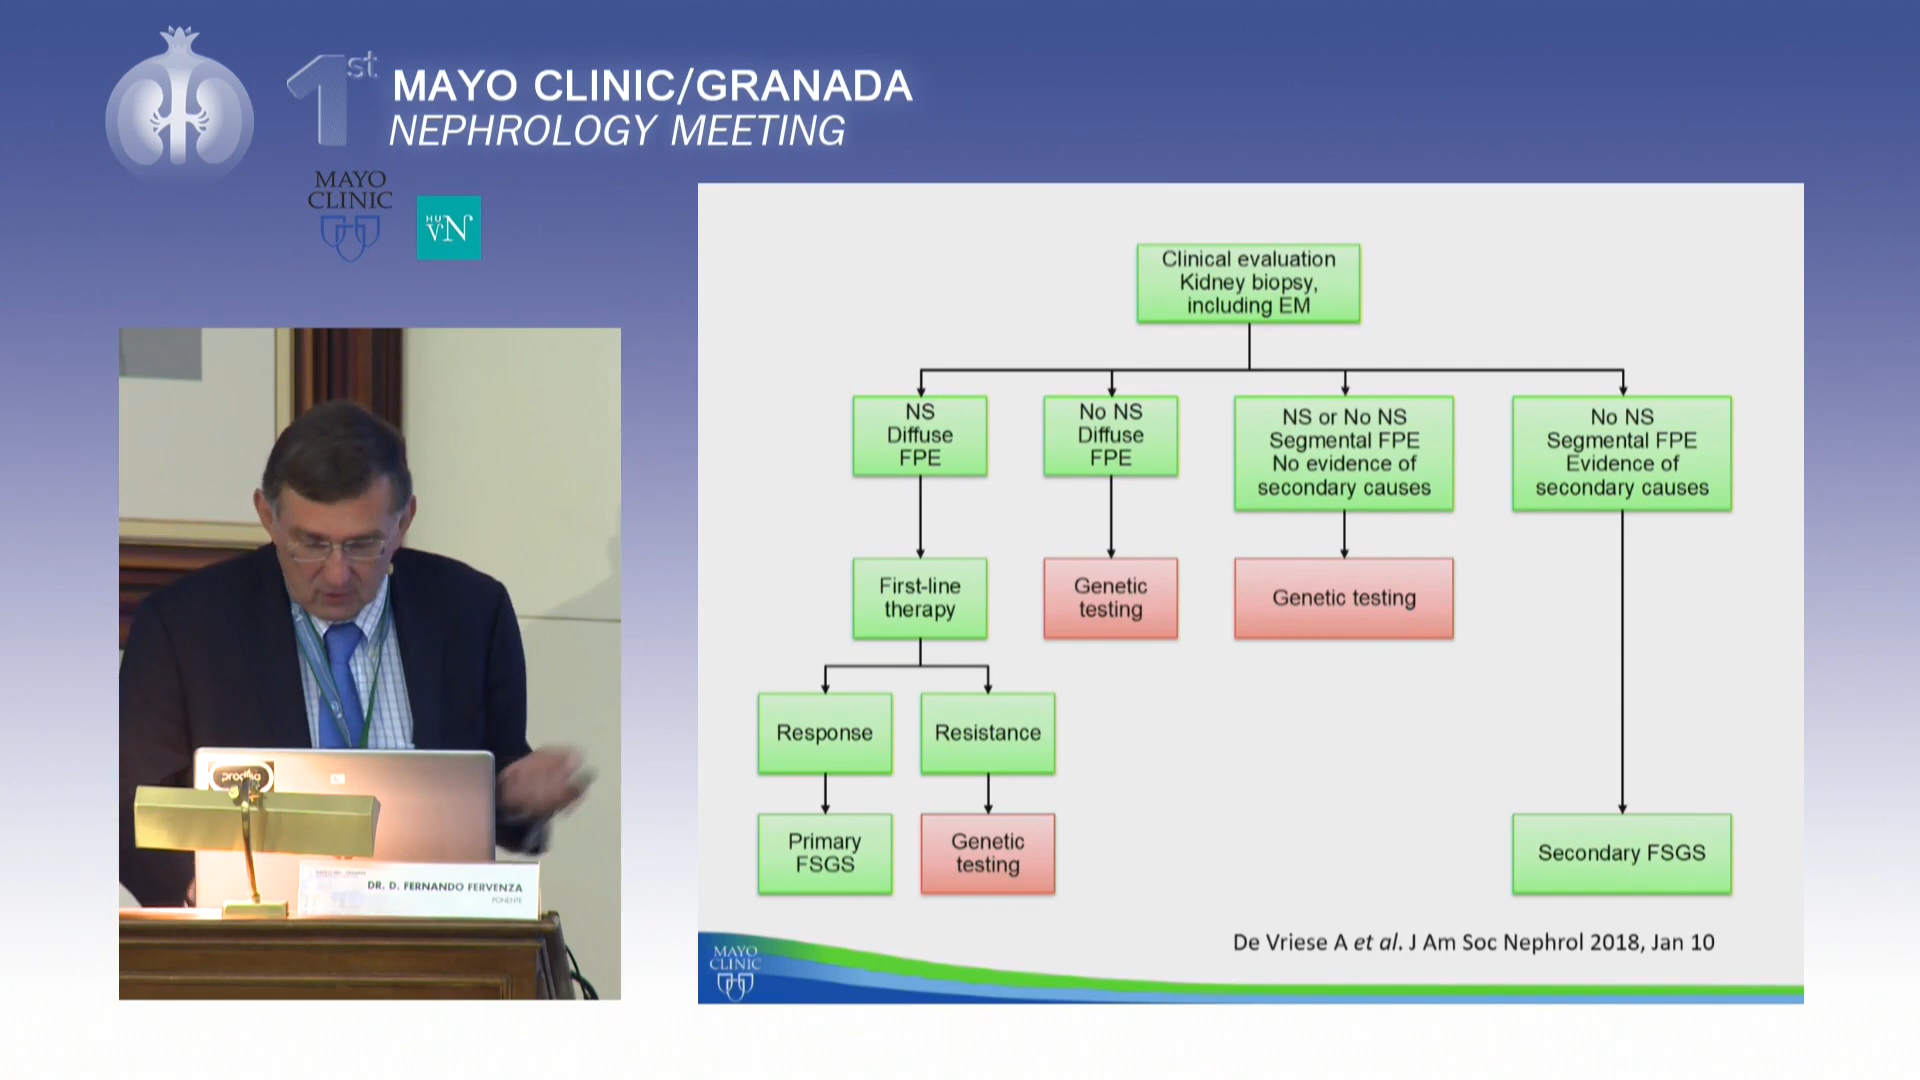 1st
MAYO CLINIC/GRANADA
NEPHROLOGY MEETING
MAYO
CLINIC
HU
VN
Clinical evaluation
Kidney biopsy,
including EM
NS
Diffuse
FPE
No NS
Diffuse
FPE
NS or No NS
Segmental FPE
No evidence of
secondary causes
No NS
Segmental FPE
Evidence of
secondary causes
First-line
therapy
Genetic
testing
Genetic testing
Response
Resistance
Primary
FSGS
Genetic
testing
Secondary FSGS
De Vriese A et al. J Am Soc Nephrol 2018, Jan 10
MAYO
CLINIC
DR. D. FERNANDO FERVENZA
PONENTE